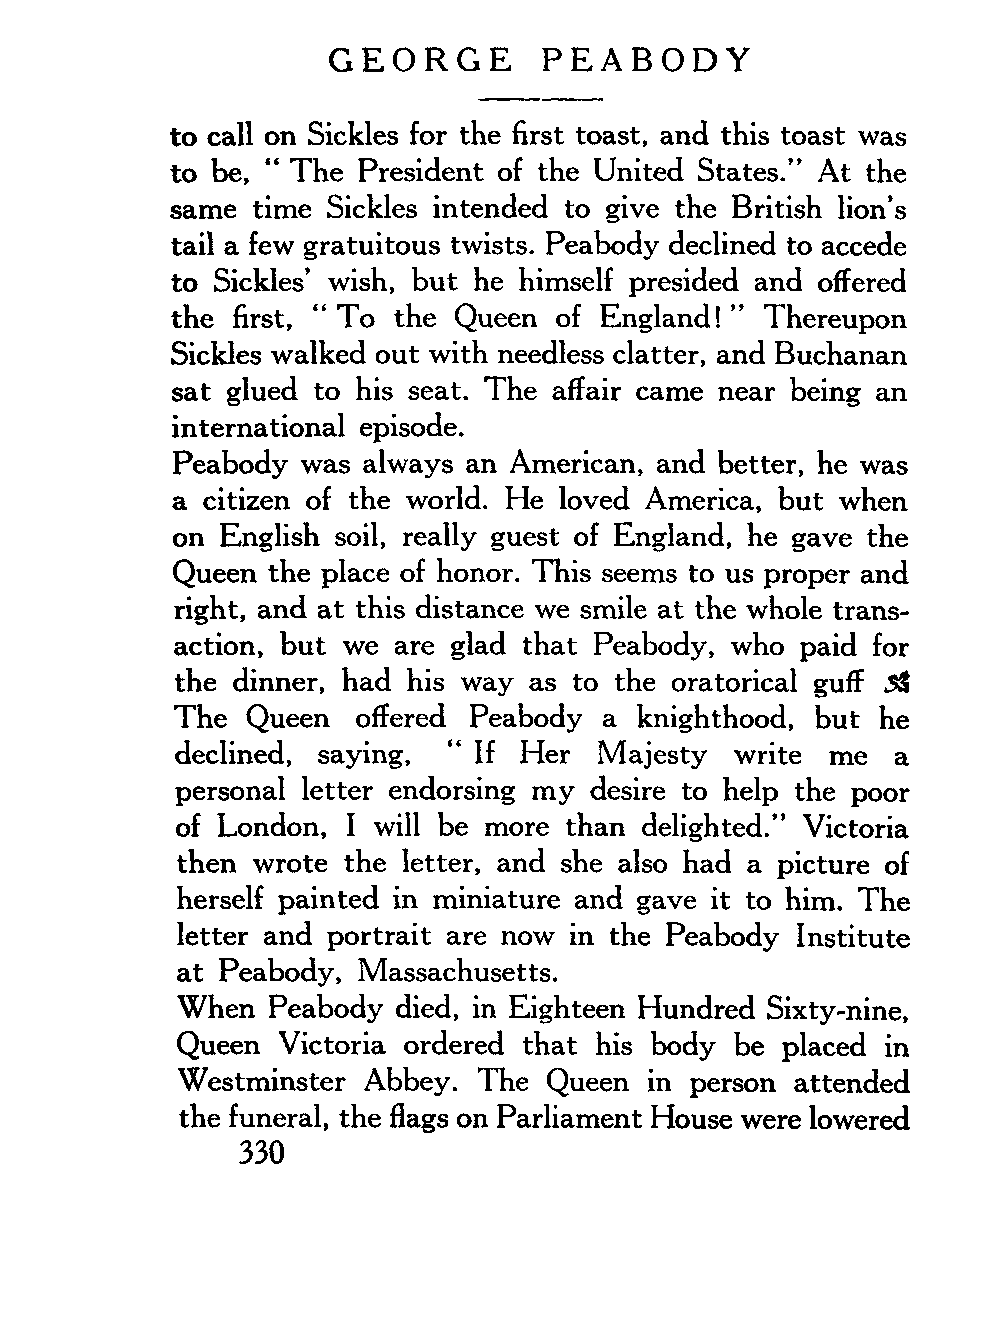 GEORGE PEABODY
to call on Sickles for the first toast, and this toast was
to be, “ The President of the United States.” At the
same time Sickles intended to give the British lion's
tail a few gratuitous twists. Peabody declined to accede
to Sickles' wish, but he himself presided and offered
the first, “ To the Queen of England! ” Thereupon
Sickles walked out with needless clatter, and Buchanan
sat glued to his seat. The affair came near being an
international episode.
Peabody was always an American, and better, he was
a citizen of the world. He loved America, but when
on English soil, really guest of England, he gave the
Queen the place of honor. This seems to us proper and
right, and at this distance we smile at the whole trans-
action, but we are glad that Peabody, who paid for
the dinner, had his way as to the oratorical guff
The Queen offered Peabody a knighthood, but he
declined, saying, “ If Her Majesty write me a
personal letter endorsing my desire to help the poor
of London, I will be more than delighted.” Victoria
then wrote the letter, and she also had a picture of
herself painted in miniature and gave it to him. The
letter and portrait are now in the Peabody Institute
at Peabody, Massachusetts.
When Peabody died, in Eighteen Hundred Sixty-nine,
Queen Victoria ordered that his body be placed in
Westminster Abbey. The Queen in person attended
the funeral, the flags on Parliament House were lowered
330